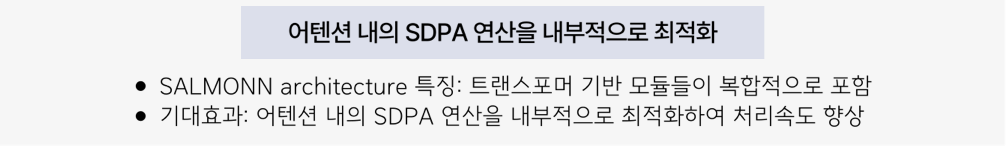 어텐션 내의 SDPA 연산을 내부적으로 최적화
● SALMONN architecture 특징: 트랜스포머 기반 모듈들이 복합적으로 포함
● 기대효과: 어텐션 내의 SDPA 연산을 내부적으로 최적화하여 처리속도 향상